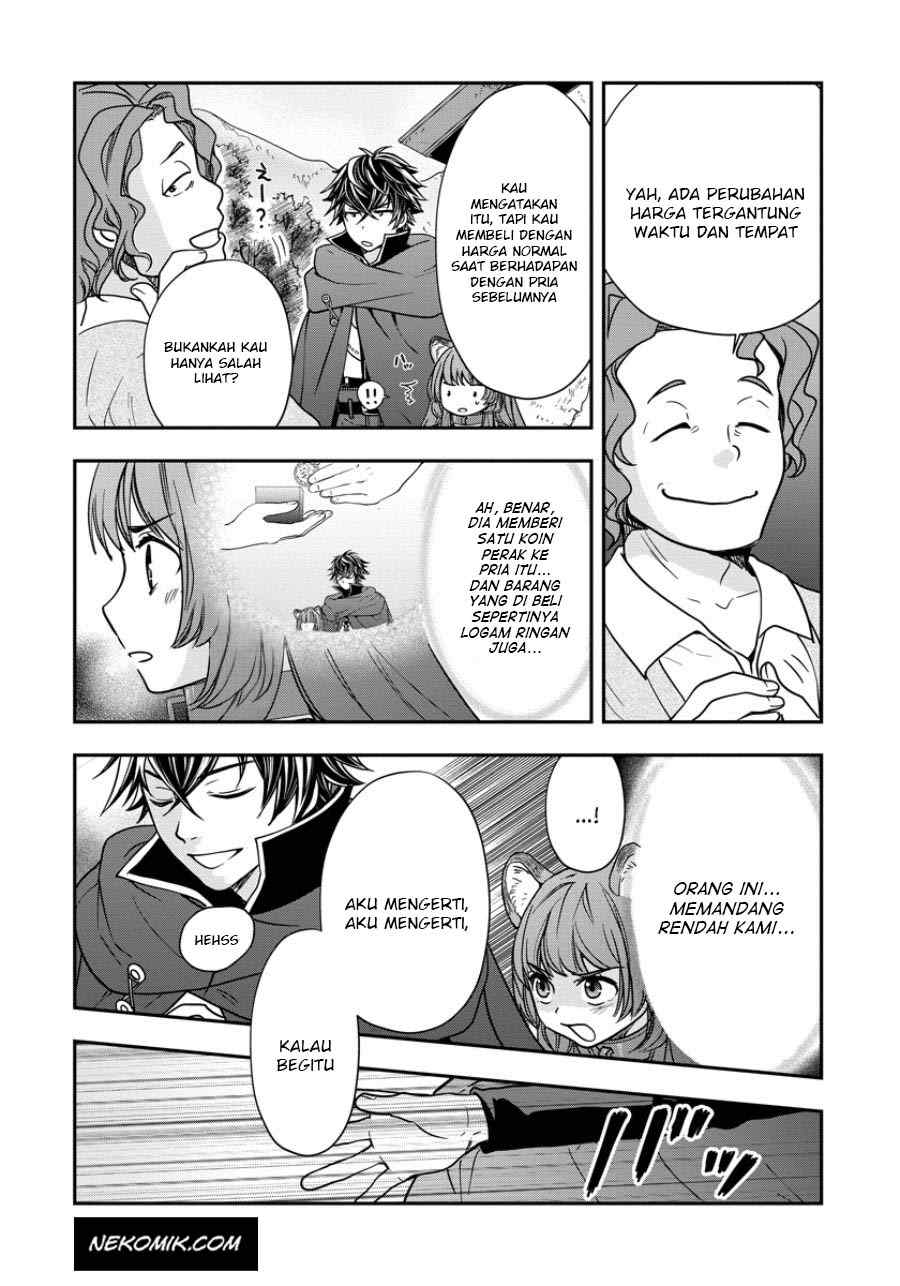 YAH, ADA PERUBAHAN
HARGA TERGANTUNG
WAKTU DAN TEMPAT
KAU
MENGATAKAN
ITU, TAPI KAU
MEMBELI DENGAN
HARGA NORMAL
SAAT BERHADAPAN
DENGAN PRIA
SEBELUMNYA
えー?
!!
BUKANKAH KAU
HANYA SALAH
LIHAT?
AH, BENAR,
DIA MEMBERI
SATU KOIN
PERAK KE
PRIA ITU...
DAN BARANG
YANG DI BELI
SEPERTINYA
LOGAM RINGAN
JUGA...
ORANG INI...
MEMANDANG
RENDAH KAMI...
...!
AKU MENGERTI,
AKU MENGERTI,
HEHSS
KALAU
BEGITU
バッ
NEKOMIK.COM